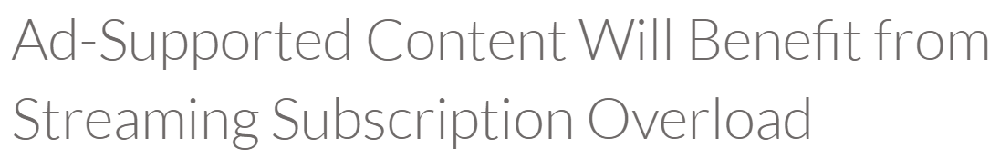 Ad-Supported Content Will Benefit from
Streaming Subscription Overload